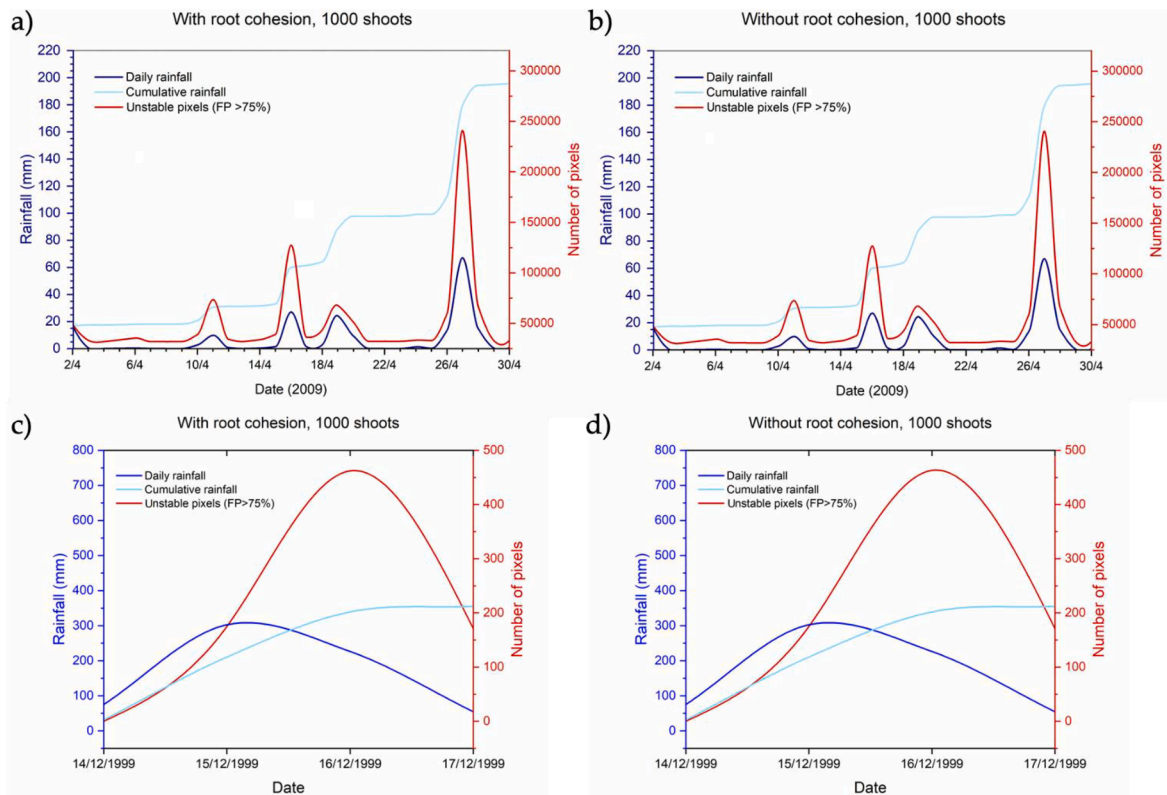 a)
With root cohesion, 1000 shoots
220
200
180
160
140
120
100
80
60
40
20
0
Rainfall (mm)
Daily rainfall
Cumulative rainfall
Unstable pixels (FP >75%)
300000
250000
200000
150000
100000
50000
Number of pixels
2/4 6/4 10/4 14/4 18/4 22/4 26/4 30/4
Date (2009)
b)
Without root cohesion, 1000 shoots
220
200
180
160
140
120
100
80
60
40
20
0
Rainfall (mm)
Daily rainfall
Cumulative rainfall
Unstable pixels (FP >75%)
300000
250000
200000
150000
100000
50000
Number of pixels
2/4 6/4 10/4 14/4 18/4 22/4 26/4 30/4
Date (2009)
c)
With root cohesion, 1000 shoots
800
700
600
500
400
300
200
100
0
Rainfall (mm)
Daily rainfall
Cumulative rainfall
Unstable pixels (FP>75%)
500
400
300
200
100
0
Number of pixels
14/12/1999 15/12/1999 16/12/1999 17/12/1999
Date
d)
Without root cohesion, 1000 shoots
800
700
600
500
400
300
200
100
0
Rainfall (mm)
Daily rainfall
Cumulative rainfall
Unstable pixels (FP>75%)
500
400
300
200
100
0
Number of pixels
14/12/1999 15/12/1999 16/12/1999 17/12/1999
Date